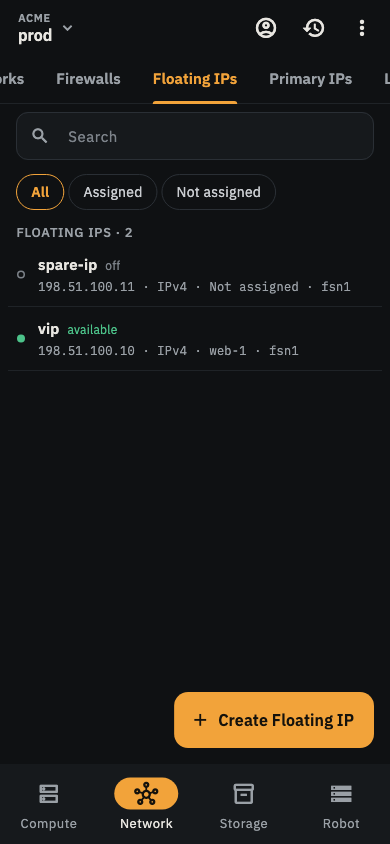 ACME
prod
rks Firewalls Floating IPs Primary IPs L
Search
All Assigned Not assigned
FLOATING IPS · 2
spare-ip off
198.51.100.11 · IPv4 · Not assigned · fsn1
vip available
198.51.100.10 · IPv4 · web-1 · fsn1
+ Create Floating IP
Compute Network Storage Robot